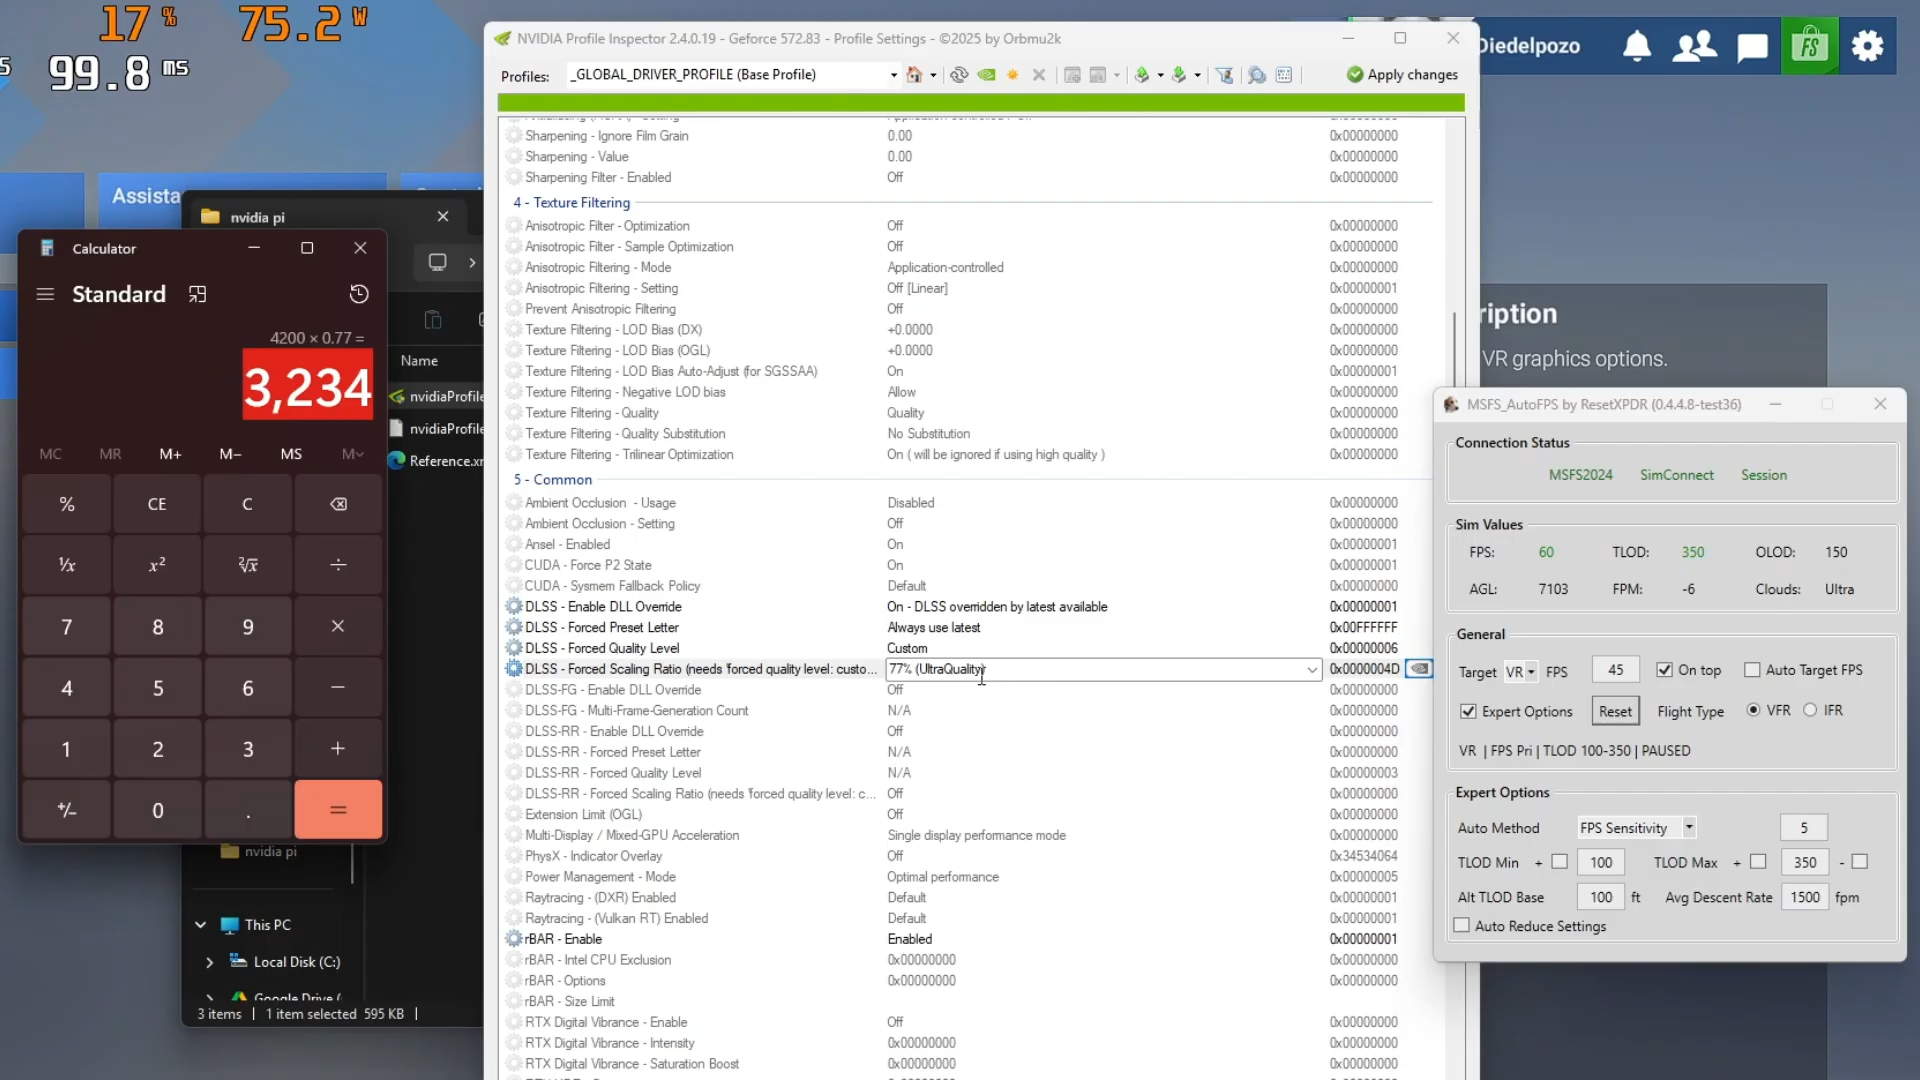 17 % 75.2 W
99.8 ms
Diedelpozo
FS
Assista
ription
VR graphics options.
nvidia pi
Name
nvidiaProfile
nvidiaProfile
Reference.xr
nvidia pi
This PC
Local Disk (C:)
Google Drive (
3 items | 1 item selected 595 KB |
Calculator
Standard
4200 × 0.77 =
3,234
MC MR M+ M− MS M
% CE C
¹/x x² ²√x ÷
7 8 9 ×
4 5 6 −
1 2 3 +
+/− 0 . =
NVIDIA Profile Inspector 2.4.0.19 - Geforce 572.83 - Profile Settings - ©2025 by Orbmu2k
Profiles: _GLOBAL_DRIVER_PROFILE (Base Profile) Apply changes
Sharpening - Ignore Film Grain 0.00 0x00000000
Sharpening - Value 0.00 0x00000000
Sharpening Filter - Enabled Off 0x00000000
4 - Texture Filtering
Anisotropic Filter - Optimization Off 0x00000000
Anisotropic Filter - Sample Optimization Off 0x00000000
Anisotropic Filtering - Mode Application-controlled 0x00000000
Anisotropic Filtering - Setting Off [Linear] 0x00000001
Prevent Anisotropic Filtering Off 0x00000000
Texture Filtering - LOD Bias (DX) +0.0000 0x00000000
Texture Filtering - LOD Bias (OGL) +0.0000 0x00000000
Texture Filtering - LOD Bias Auto-Adjust (for SGSSAA) On 0x00000001
Texture Filtering - Negative LOD bias Allow 0x00000000
Texture Filtering - Quality Quality 0x00000000
Texture Filtering - Quality Substitution No Substitution 0x00000000
Texture Filtering - Trilinear Optimization On ( will be ignored if using high quality ) 0x00000000
5 - Common
Ambient Occlusion - Usage Disabled 0x00000000
Ambient Occlusion - Setting Off 0x00000000
Ansel - Enabled On 0x00000001
CUDA - Force P2 State On 0x00000001
CUDA - Sysmem Fallback Policy Default 0x00000000
DLSS - Enable DLL Override On - DLSS overridden by latest available 0x00000001
DLSS - Forced Preset Letter Always use latest 0x00FFFFFF
DLSS - Forced Quality Level Custom 0x00000006
DLSS - Forced Scaling Ratio (needs 'forced quality level: custo... 77% (UltraQuality) 0x0000004D
DLSS-FG - Enable DLL Override Off 0x00000000
DLSS-FG - Multi-Frame-Generation Count N/A 0x00000000
DLSS-RR - Enable DLL Override Off 0x00000000
DLSS-RR - Forced Preset Letter N/A 0x00000000
DLSS-RR - Forced Quality Level N/A 0x00000003
DLSS-RR - Forced Scaling Ratio (needs 'forced quality level: c... Off 0x00000000
Extension Limit (OGL) Off 0x00000000
Multi-Display / Mixed-GPU Acceleration Single display performance mode 0x00000000
PhysX - Indicator Overlay Off 0x34534064
Power Management - Mode Optimal performance 0x00000005
Raytracing - (DXR) Enabled Default 0x00000001
Raytracing - (Vulkan RT) Enabled Default 0x00000001
rBAR - Enable Enabled 0x00000001
rBAR - Intel CPU Exclusion 0x00000000 0x00000000
rBAR - Options 0x00000000 0x00000000
rBAR - Size Limit
RTX Digital Vibrance - Enable Off 0x00000000
RTX Digital Vibrance - Intensity 0x00000000 0x00000000
RTX Digital Vibrance - Saturation Boost 0x00000000 0x00000000
MSFS_AutoFPS by ResetXPDR (0.4.4.8-test36)
Connection Status
MSFS2024 SimConnect Session
Sim Values
FPS: 60 TLOD: 350 OLOD: 150
AGL: 7103 FPM: -6 Clouds: Ultra
General
Target VR FPS 45 On top Auto Target FPS
Expert Options Reset Flight Type VFR IFR
VR | FPS Pri | TLOD 100-350 | PAUSED
Expert Options
Auto Method FPS Sensitivity 5
TLOD Min + 100 TLOD Max + 350 -
Alt TLOD Base 100 ft Avg Descent Rate 1500 fpm
Auto Reduce Settings